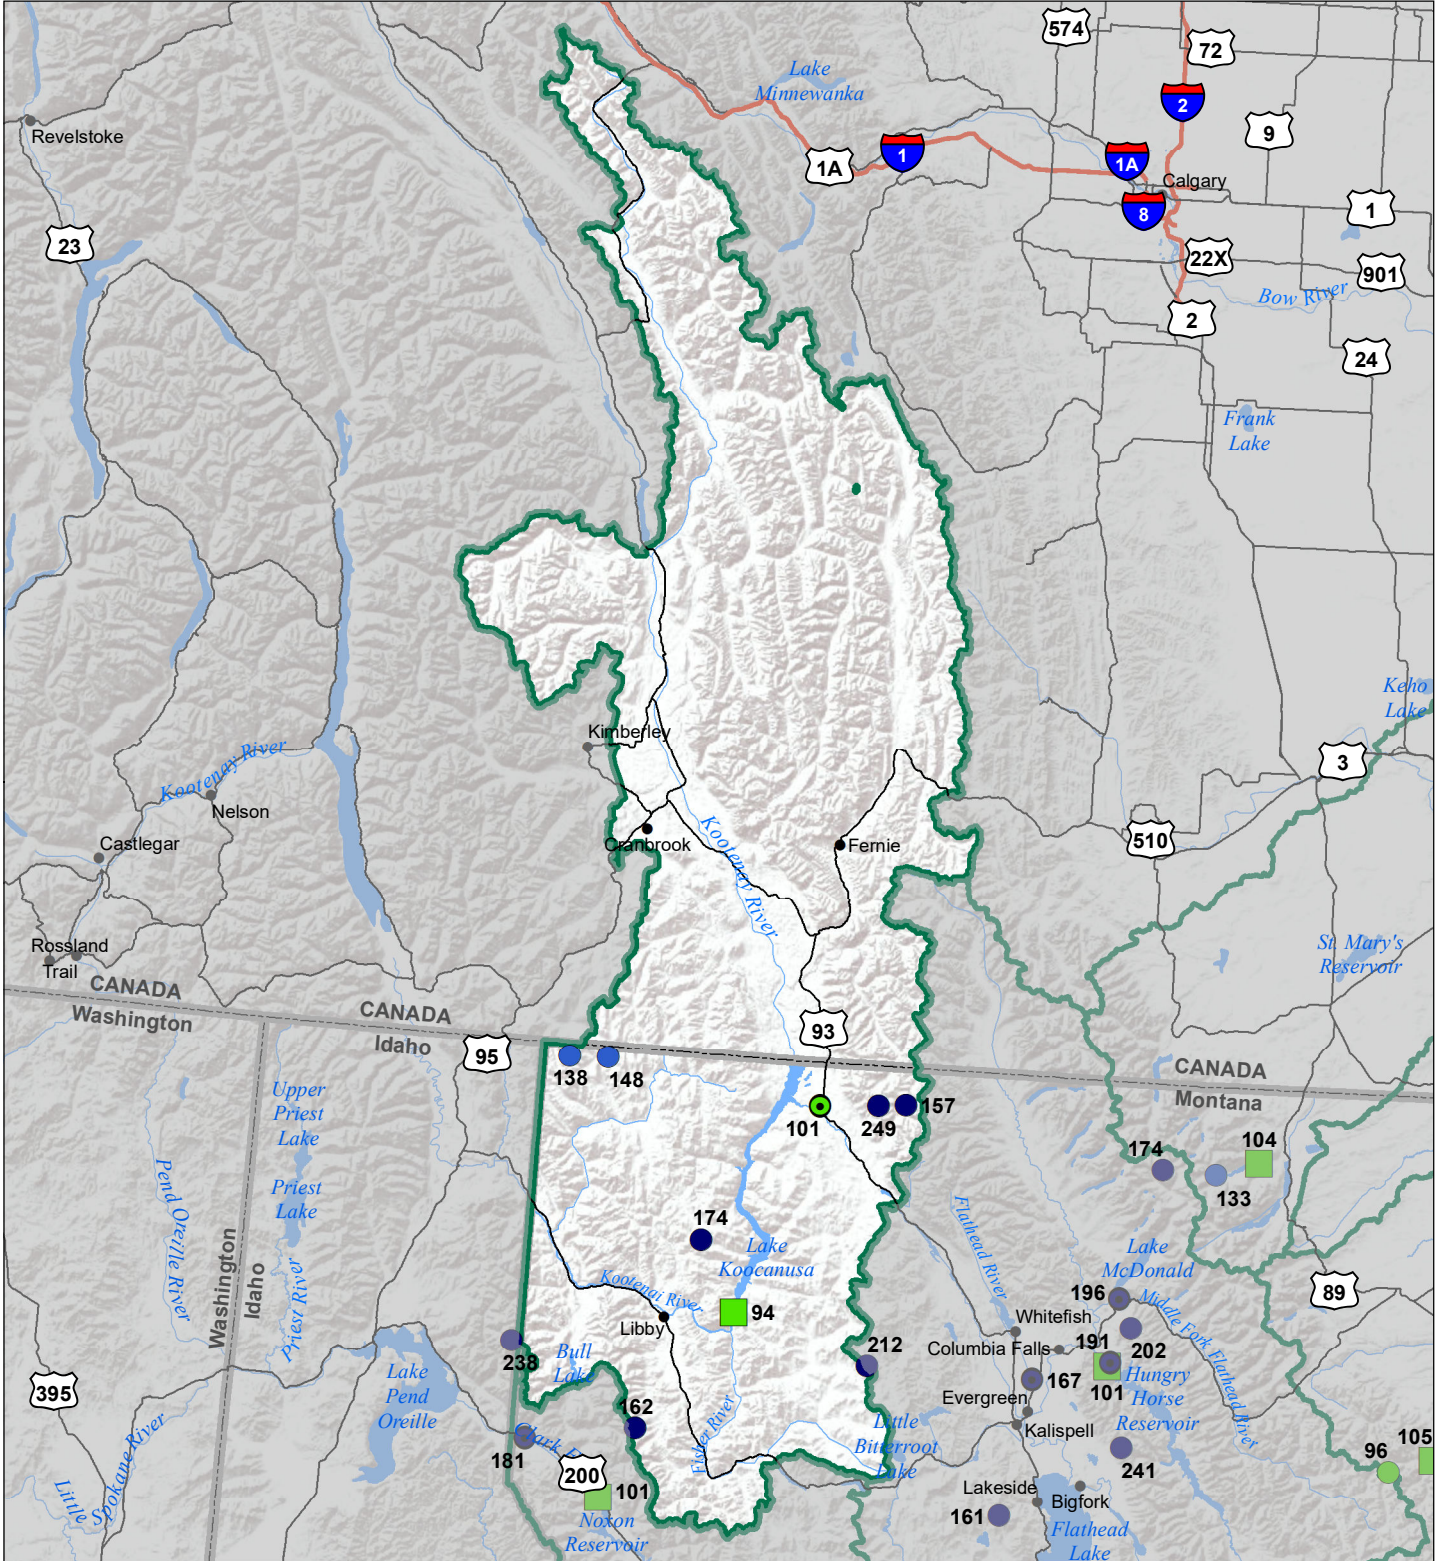 574
72
Lake
Minnewanka
2
9
Revelstoke
1A
1
1A
Calgary
8
1
23
22X
901
Bow River
2
24
Frank
Lake
Keho
Lake
Kimberley
Kootenay River
3
Nelson
Castlegar
Cranbrook
Kootenay River
Fernie
510
Rossland
Trail
St. Mary's
Reservoir
CANADA
Washington
CANADA
Idaho
95
93
CANADA
Montana
138
148
Upper
Priest
Lake
101
249
157
174
104
133
Pend Oreille River
Priest
Lake
Flathead River
174
Lake
Koocanusa
Lake
McDonald
Washington
Idaho
Priest River
Kootenai River
94
Libby
196
Middle Fork Flathead River
89
Whitefish
Columbia Falls
191
202
238
Bull
Lake
212
167
101
Hungry
Horse
Reservoir
395
Lake
Pend
Oreille
Evergreen
162
Fisher River
Little
Bitterroot
Lake
Kalispell
Little Spokane River
181
Clark F
200
241
96
105
101
Lakeside
Bigfork
161
Noxon
Reservoir
Flathead
Lake